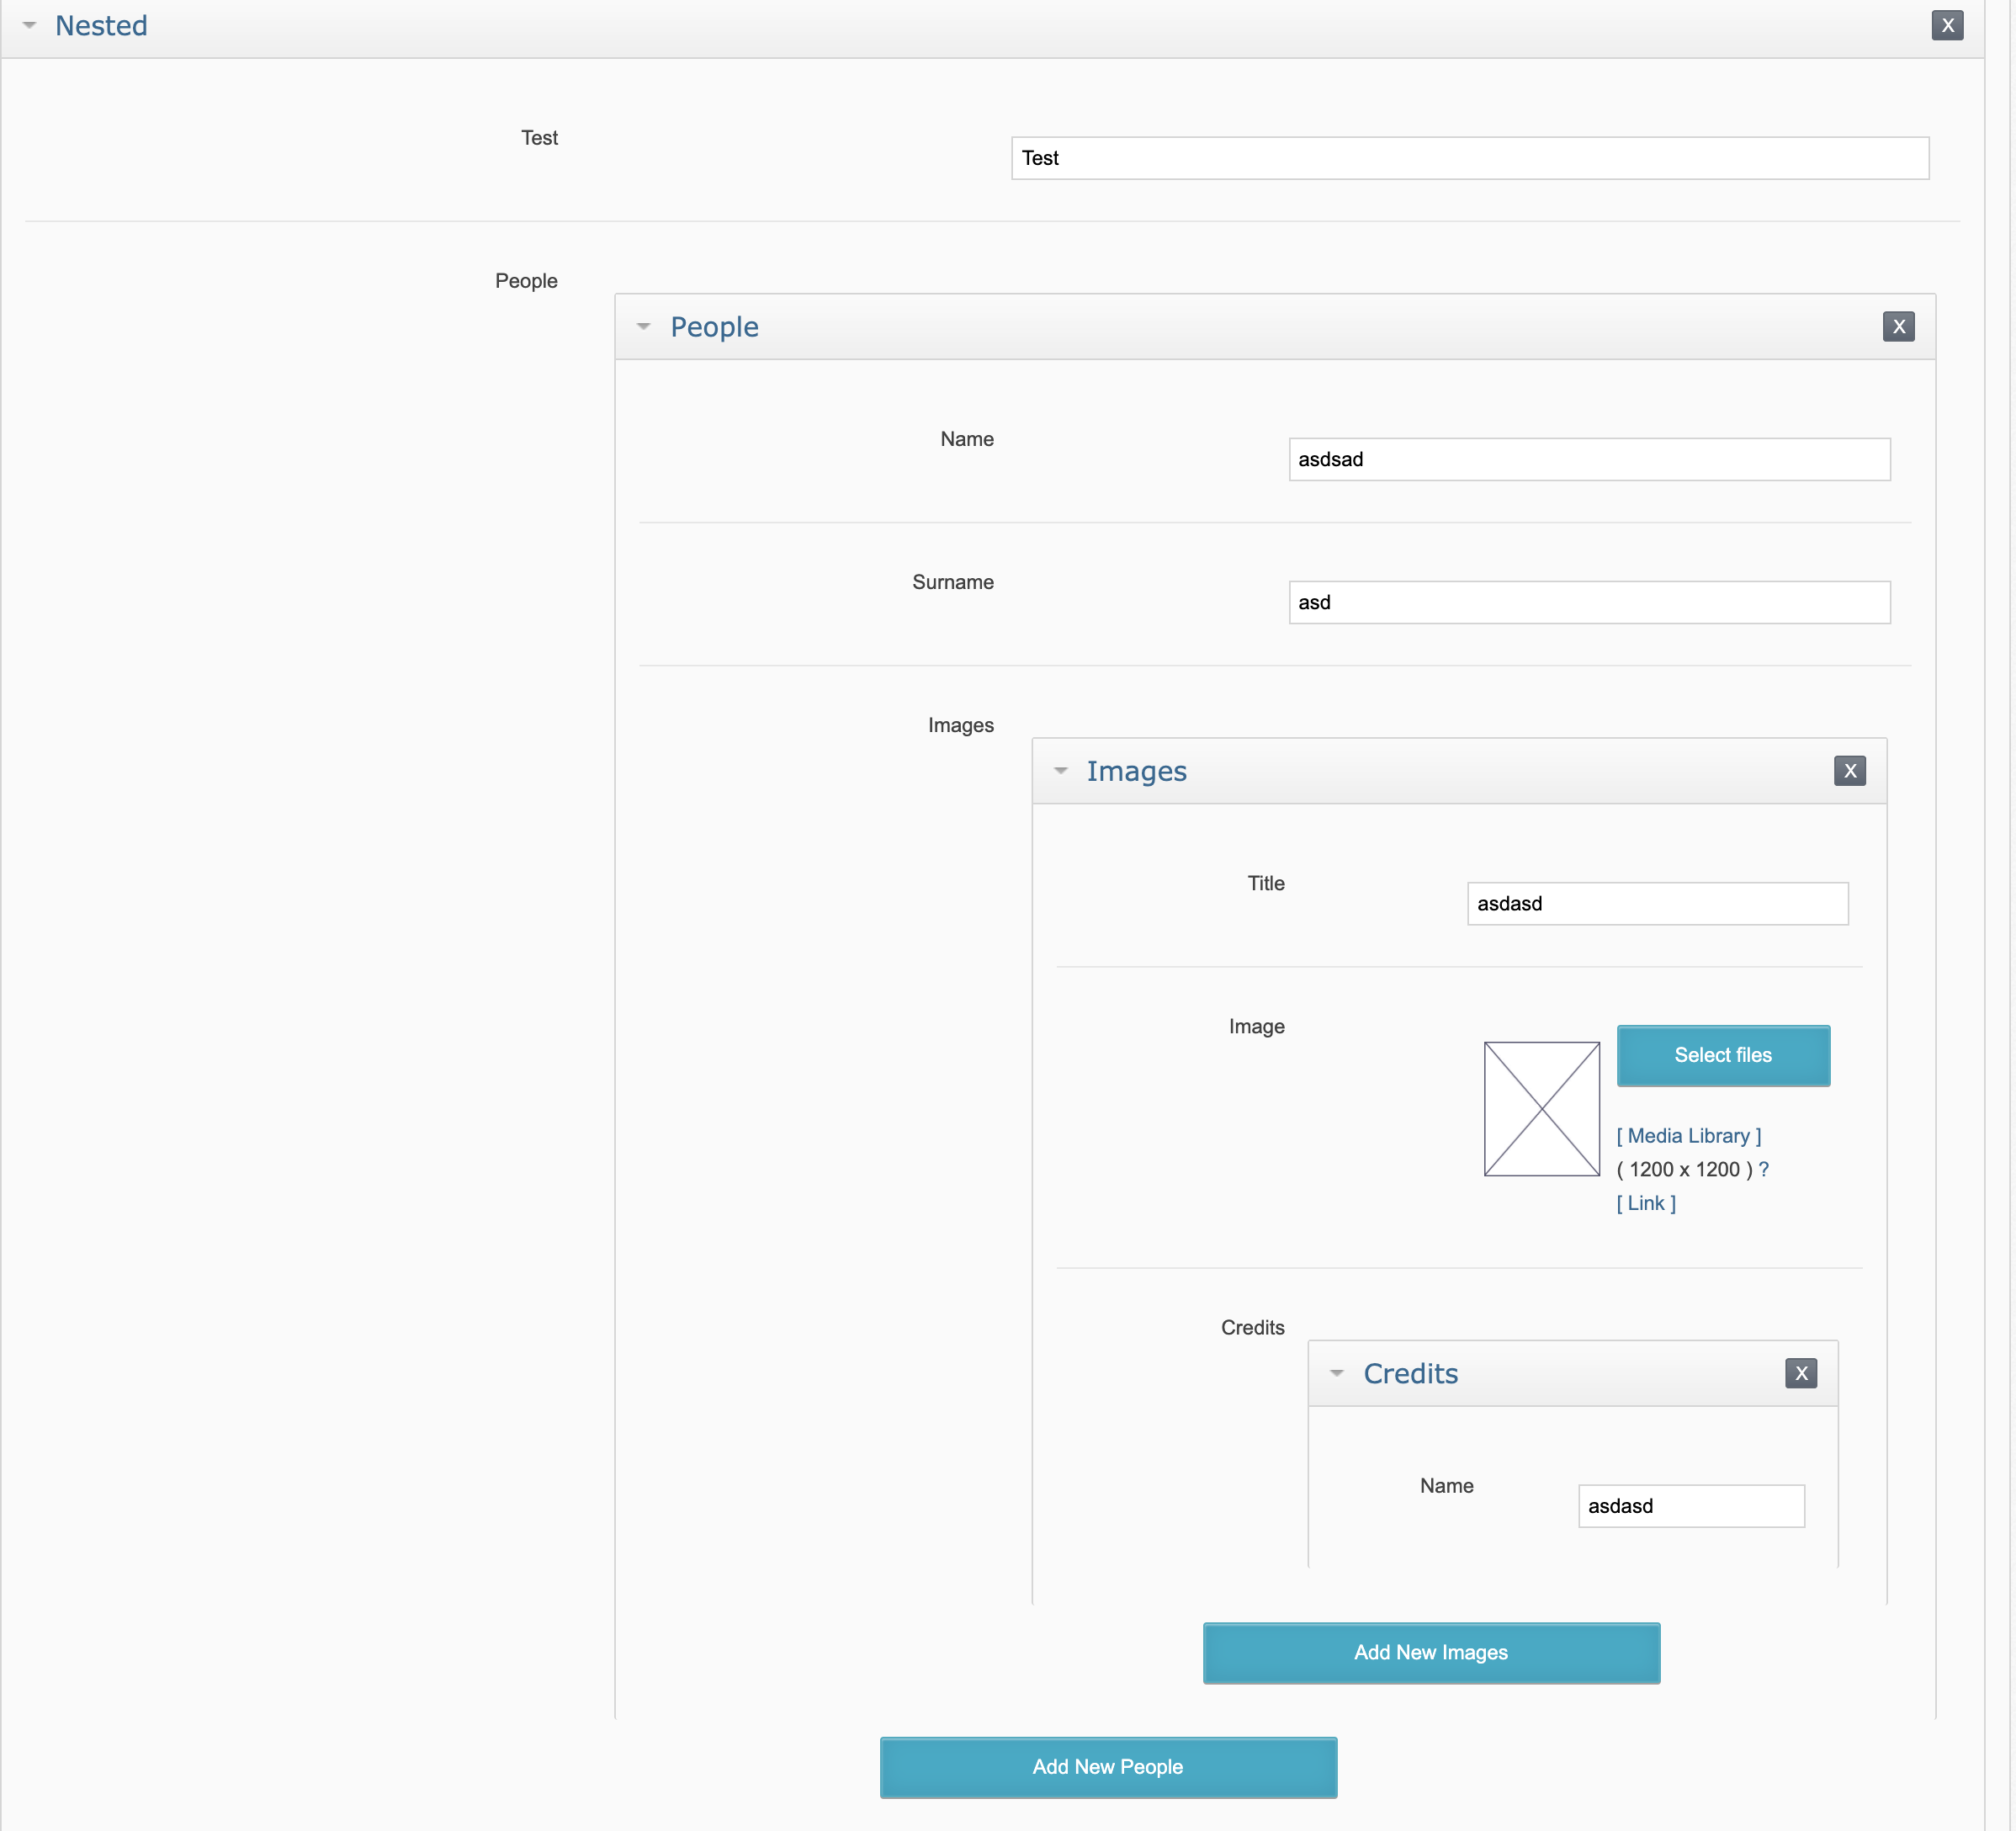 Nested
X
Test
Test
People
People
X
Name
asdsad
Surname
asd
Images
Images
X
Title
asdasd
Image
Select files
[ Media Library ]
( 1200 x 1200 ) ?
[ Link ]
Credits
Credits
X
Name
asdasd
Add New Images
Add New People